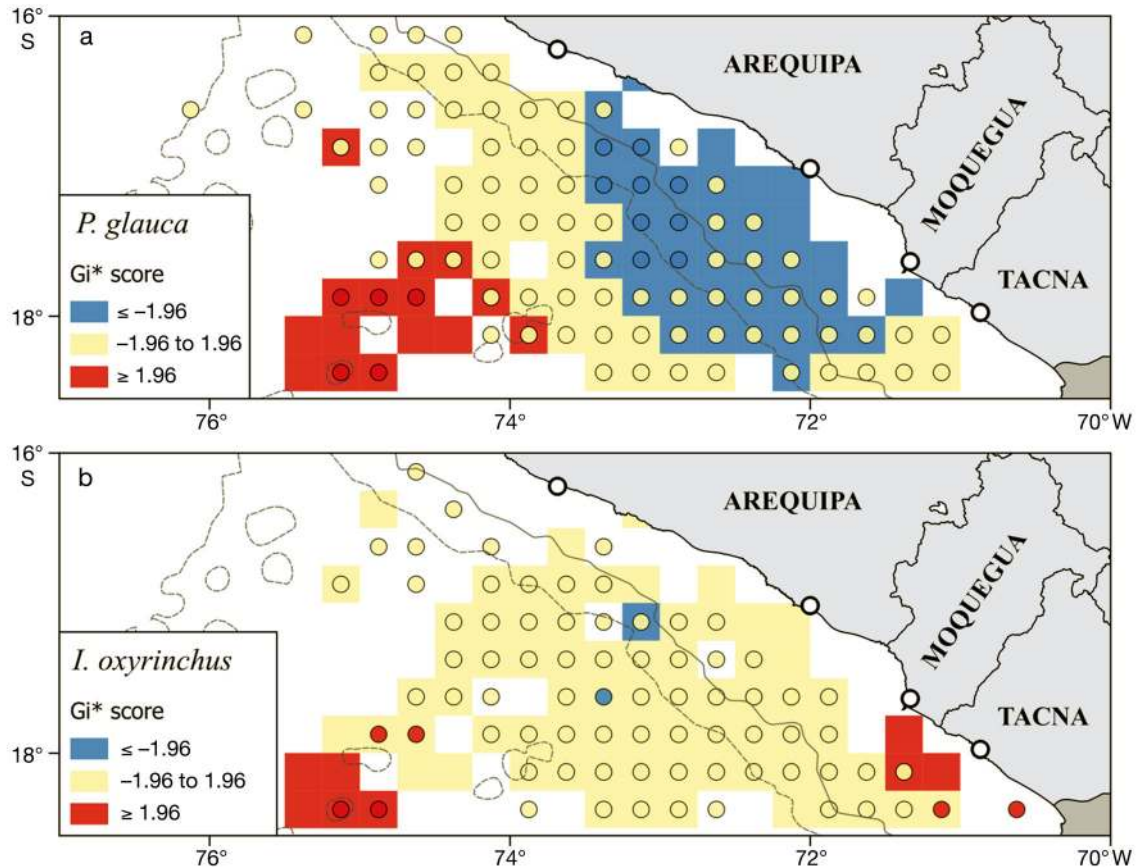 16°
S
a
AREQUIPA
MOQUEGUA
TACNA
P. glauca
Gi* score
≤ –1.96
–1.96 to 1.96
≥ 1.96
18°
76°
74°
72°
70°W
16°
S
b
AREQUIPA
MOQUEGUA
TACNA
I. oxyrinchus
Gi* score
≤ –1.96
–1.96 to 1.96
≥ 1.96
18°
76°
74°
72°
70°W